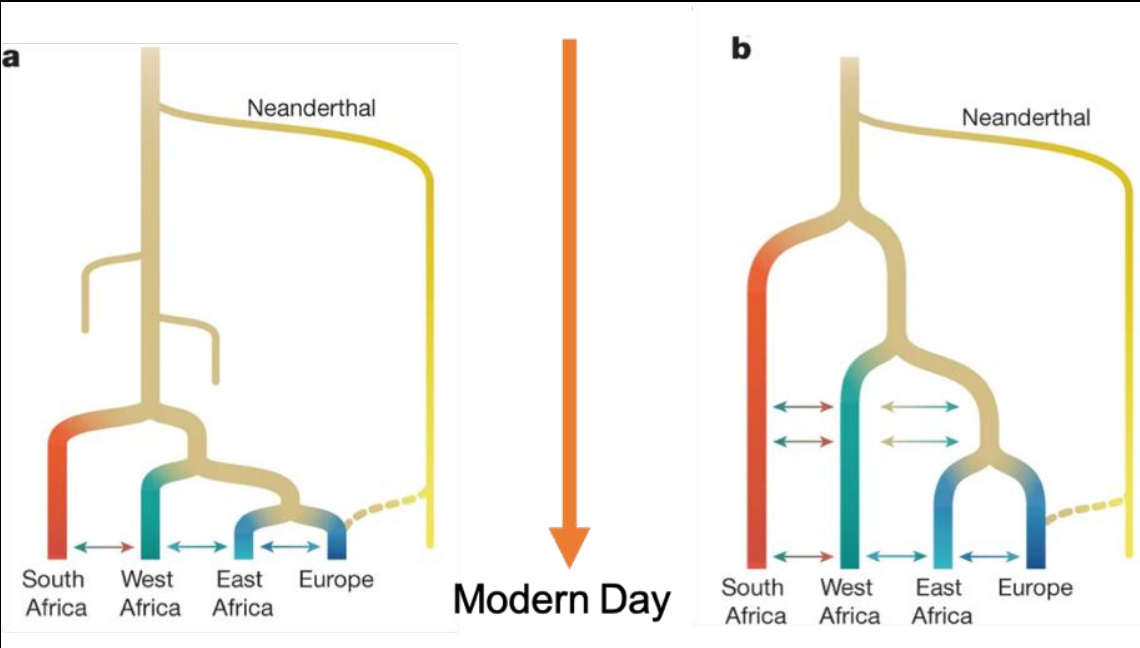 a
Neanderthal
South
Africa
West
Africa
East
Africa
Europe
Modern Day
b
Neanderthal
South
Africa
West
Africa
East
Africa
Europe